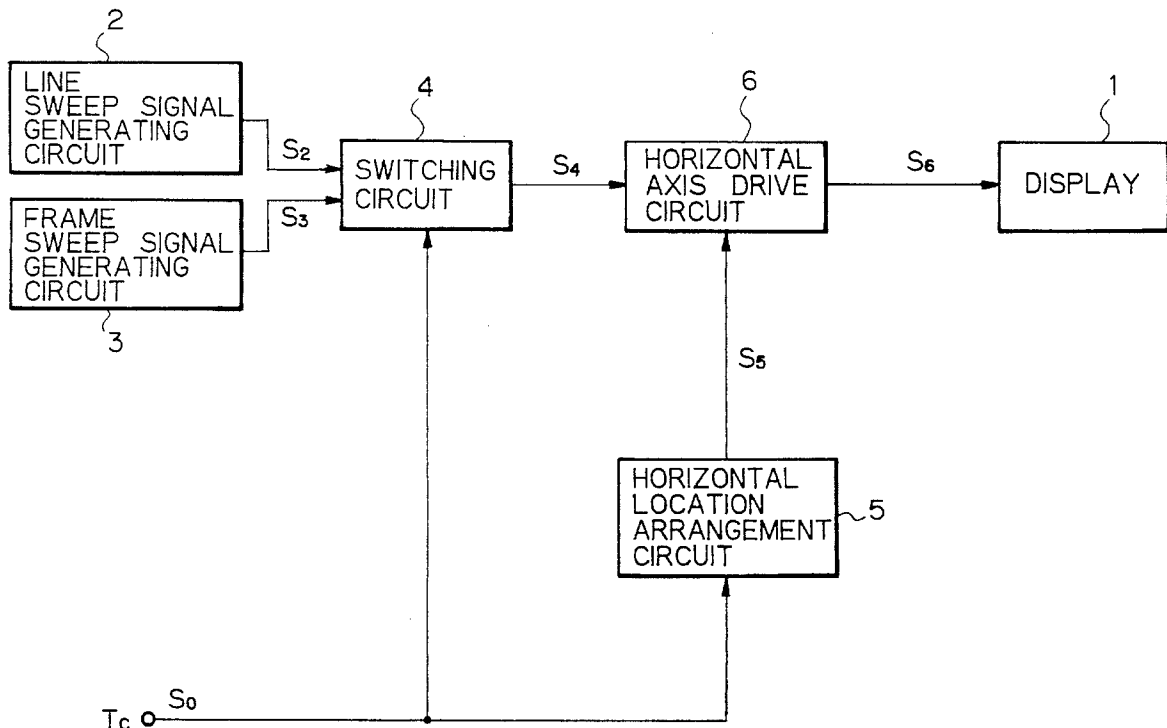 2
LINE
SWEEP SIGNAL
GENERATING
CIRCUIT
S2
FRAME
SWEEP SIGNAL
GENERATING
CIRCUIT
3
S3
4
SWITCHING
CIRCUIT
S4
6
HORIZONTAL
AXIS DRIVE
CIRCUIT
S6
1
DISPLAY
S5
HORIZONTAL
LOCATION
ARRANGEMENT
CIRCUIT
5
Tc
S0